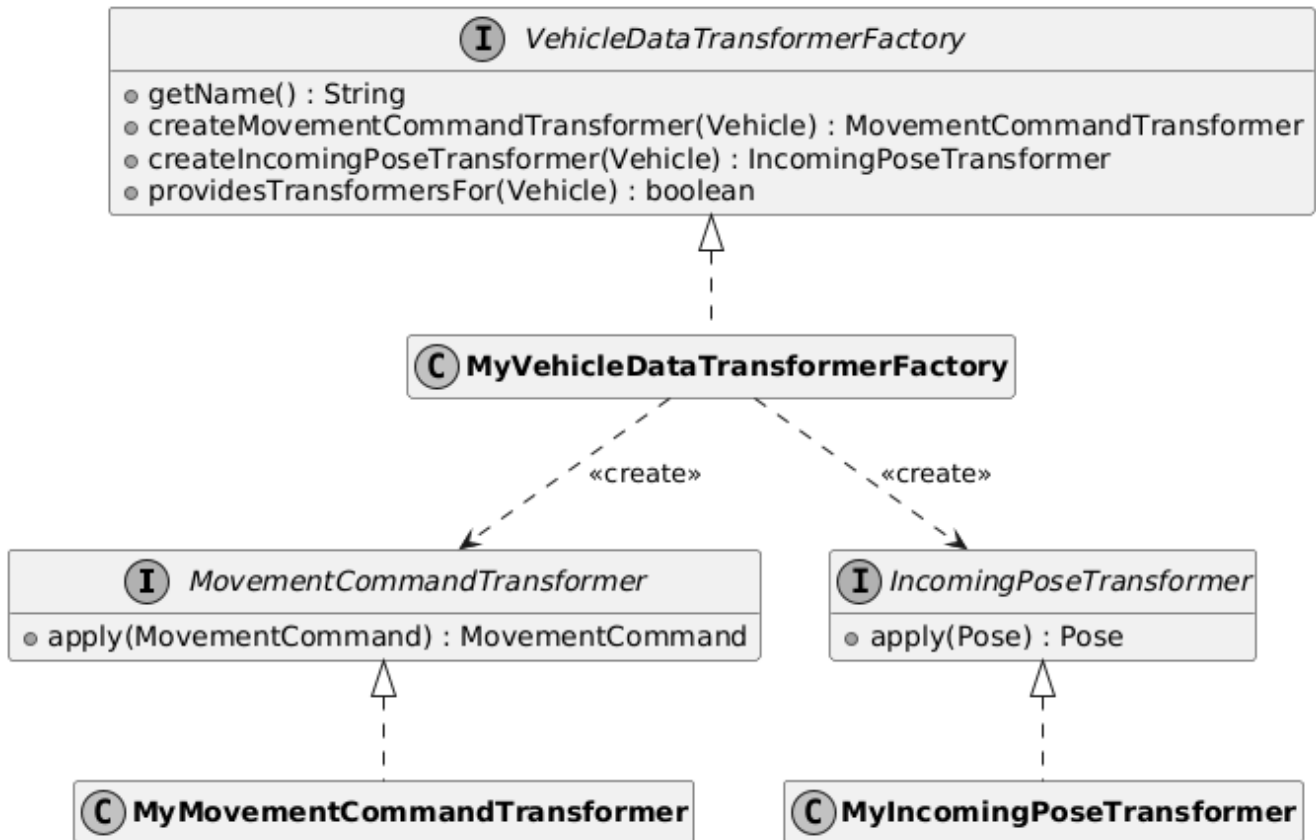 I VehicleDataTransformerFactory
getName() : String
createMovementCommandTransformer(Vehicle) : MovementCommandTransformer
createIncomingPoseTransformer(Vehicle) : IncomingPoseTransformer
providesTransformersFor(Vehicle) : boolean
C MyVehicleDataTransformerFactory
«create»
«create»
I MovementCommandTransformer
apply(MovementCommand) : MovementCommand
I IncomingPoseTransformer
apply(Pose) : Pose
C MyMovementCommandTransformer
C MyIncomingPoseTransformer